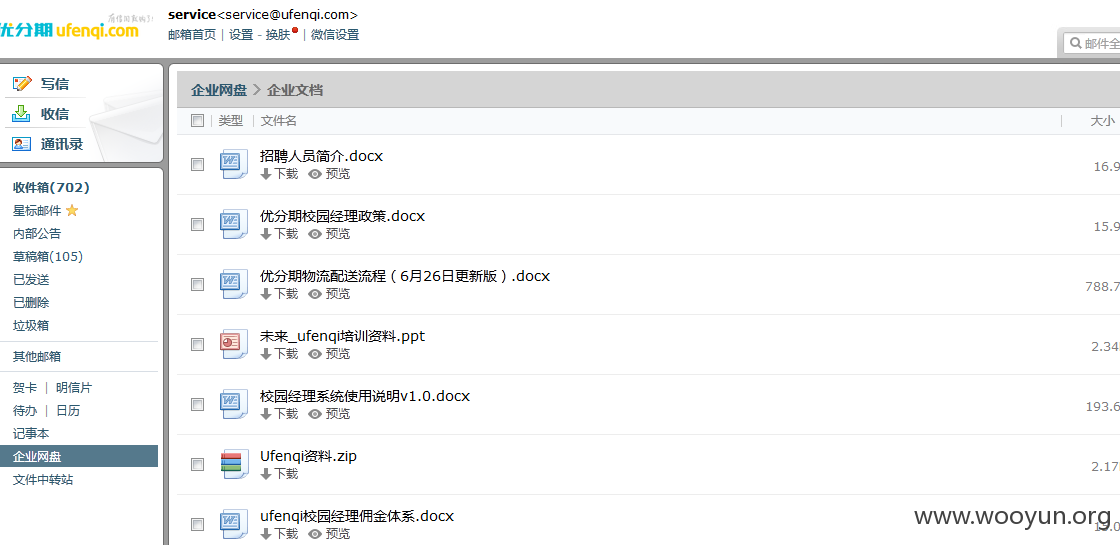 优分期 ufenqi.com
service<service@ufenqi.com>
邮箱首页 | 设置 - 换肤 | 微信设置
邮件全
写信
收信
通讯录
收件箱(702)
星标邮件
内部公告
草稿箱(105)
已发送
已删除
垃圾箱
其他邮箱
贺卡 | 明信片
待办 | 日历
记事本
企业网盘
文件中转站
企业网盘 > 企业文档
类型 | 文件名 | 大小
招聘人员简介.docx
下载 预览
16.9
优分期校园经理政策.docx
下载 预览
15.9
优分期物流配送流程（6月26日更新版）.docx
下载 预览
788.7
未来_ufenqi培训资料.ppt
下载 预览
2.34
校园经理系统使用说明v1.0.docx
下载 预览
193.6
Ufenqi资料.zip
下载
2.17
ufenqi校园经理佣金体系.docx
下载 预览
www.wooyun.org